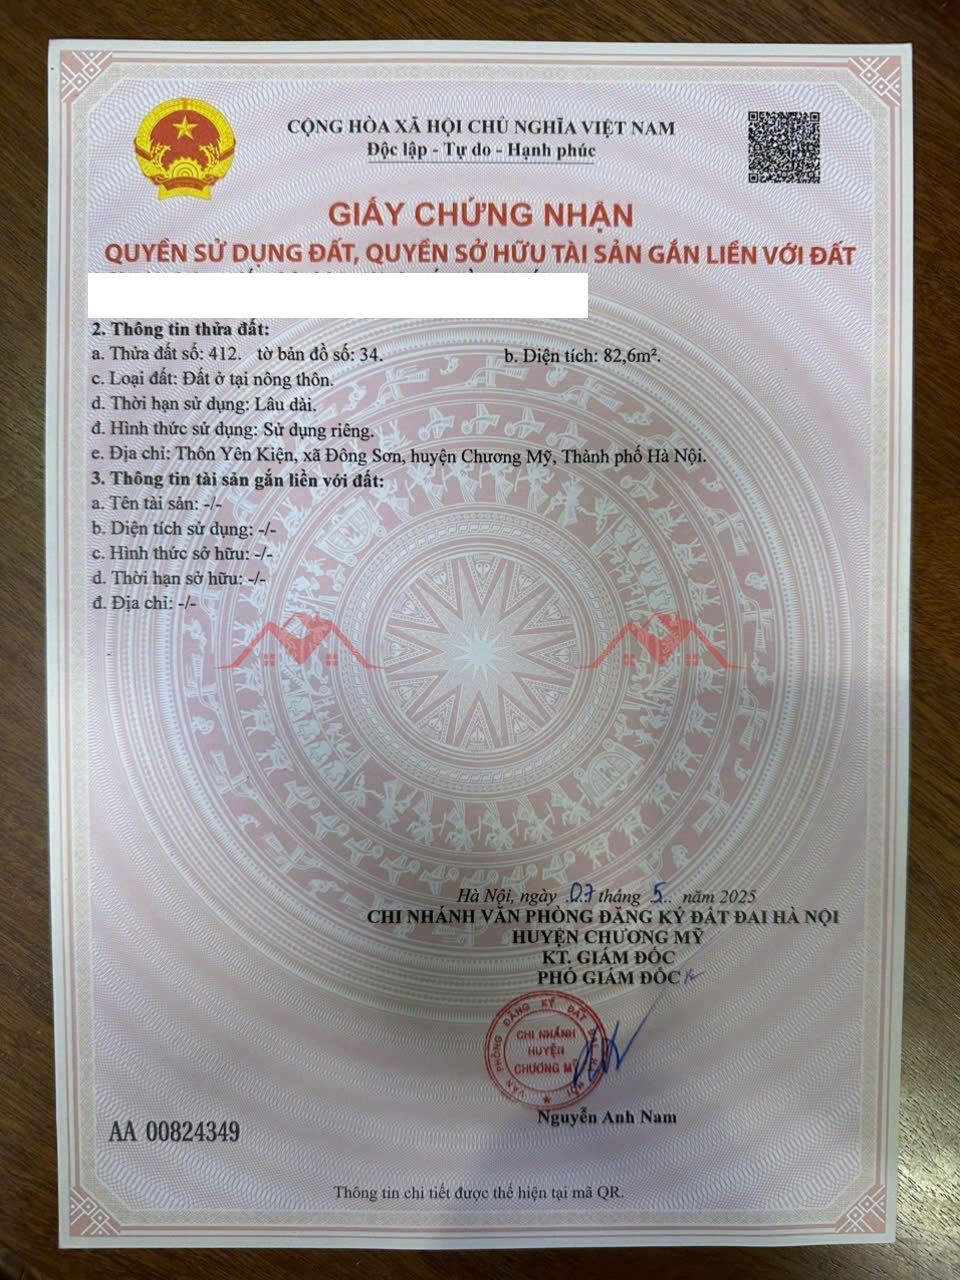 CỘNG HÒA XÃ HỘI CHỦ NGHĨA VIỆT NAM
Độc lập - Tự do - Hạnh phúc
GIẤY CHỨNG NHẬN
QUYỀN SỬ DỤNG ĐẤT, QUYỀN SỞ HỮU TÀI SẢN GẮN LIỀN VỚI ĐẤT
2. Thông tin thửa đất:
a. Thửa đất số: 412. tờ bản đồ số: 34. b. Diện tích: 82,6m².
c. Loại đất: Đất ở tại nông thôn.
d. Thời hạn sử dụng: Lâu dài.
đ. Hình thức sử dụng: Sử dụng riêng.
e. Địa chỉ: Thôn Yên Kiện, xã Đông Sơn, huyện Chương Mỹ, Thành phố Hà Nội.
3. Thông tin tài sản gắn liền với đất:
a. Tên tài sản: -/-
b. Diện tích sử dụng: -/-
c. Hình thức sở hữu: -/-
d. Thời hạn sở hữu: -/-
đ. Địa chỉ: -/-
Hà Nội, ngày 07 tháng 5 năm 2025
CHI NHÁNH VĂN PHÒNG ĐĂNG KÝ ĐẤT ĐAI HÀ NỘI
HUYỆN CHƯƠNG MỸ
KT. GIÁM ĐỐC
PHÓ GIÁM ĐỐC
VĂN PHÒNG ĐĂNG KÝ ĐẤT ĐAI HÀ NỘI
CHI NHÁNH
HUYỆN
CHƯƠNG MỸ
Nguyễn Anh Nam
AA 00824349
Thông tin chi tiết được thể hiện tại mã QR.